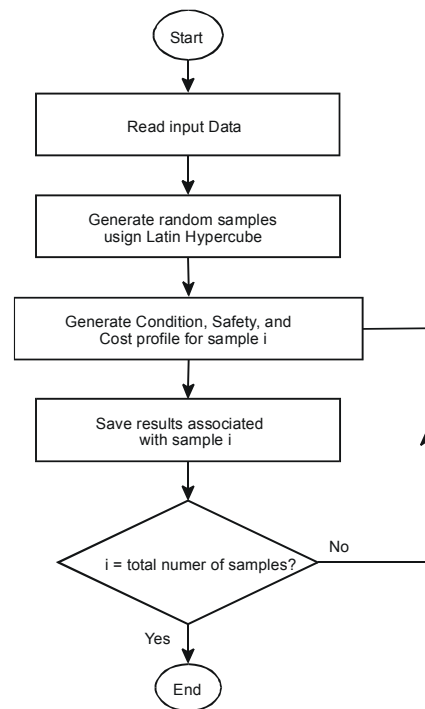 Start
Read input Data
Generate random samples
usign Latin Hypercube
Generate Condition, Safety, and
Cost profile for sample i
Save results associated
with sample i
i = total numer of samples?
No
Yes
End